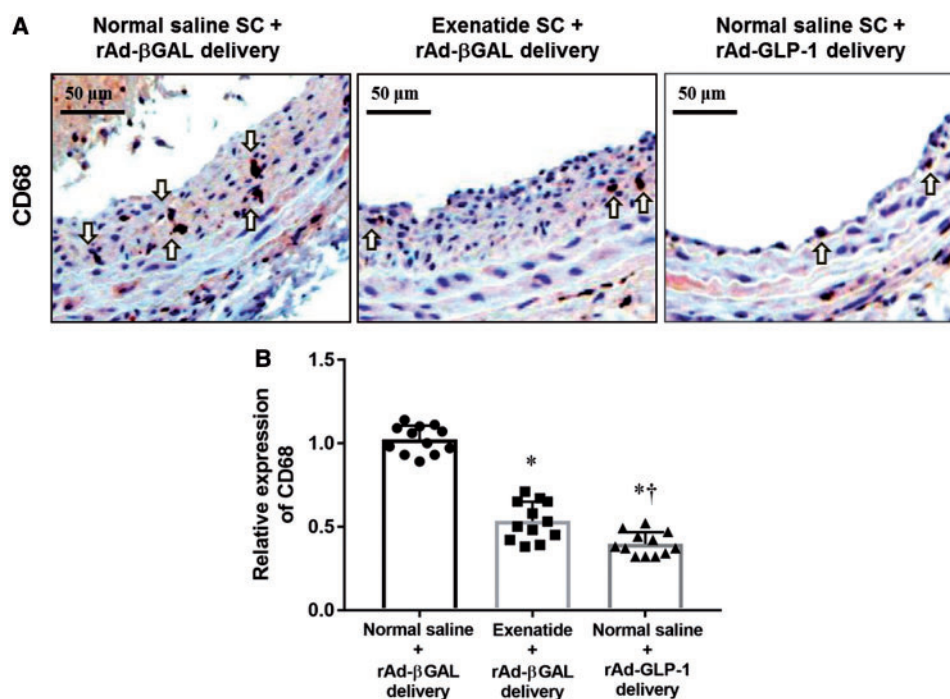 A
Normal saline SC +
rAd-βGAL delivery
Exenatide SC +
rAd-βGAL delivery
Normal saline SC +
rAd-GLP-1 delivery
CD68
50 μm
50 μm
50 μm
B
Relative expression
of CD68
1.5
1.0
0.5
0.0
*
*†
Normal saline
+
rAd-βGAL
delivery
Exenatide
+
rAd-βGAL
delivery
Normal saline
+
rAd-GLP-1
delivery